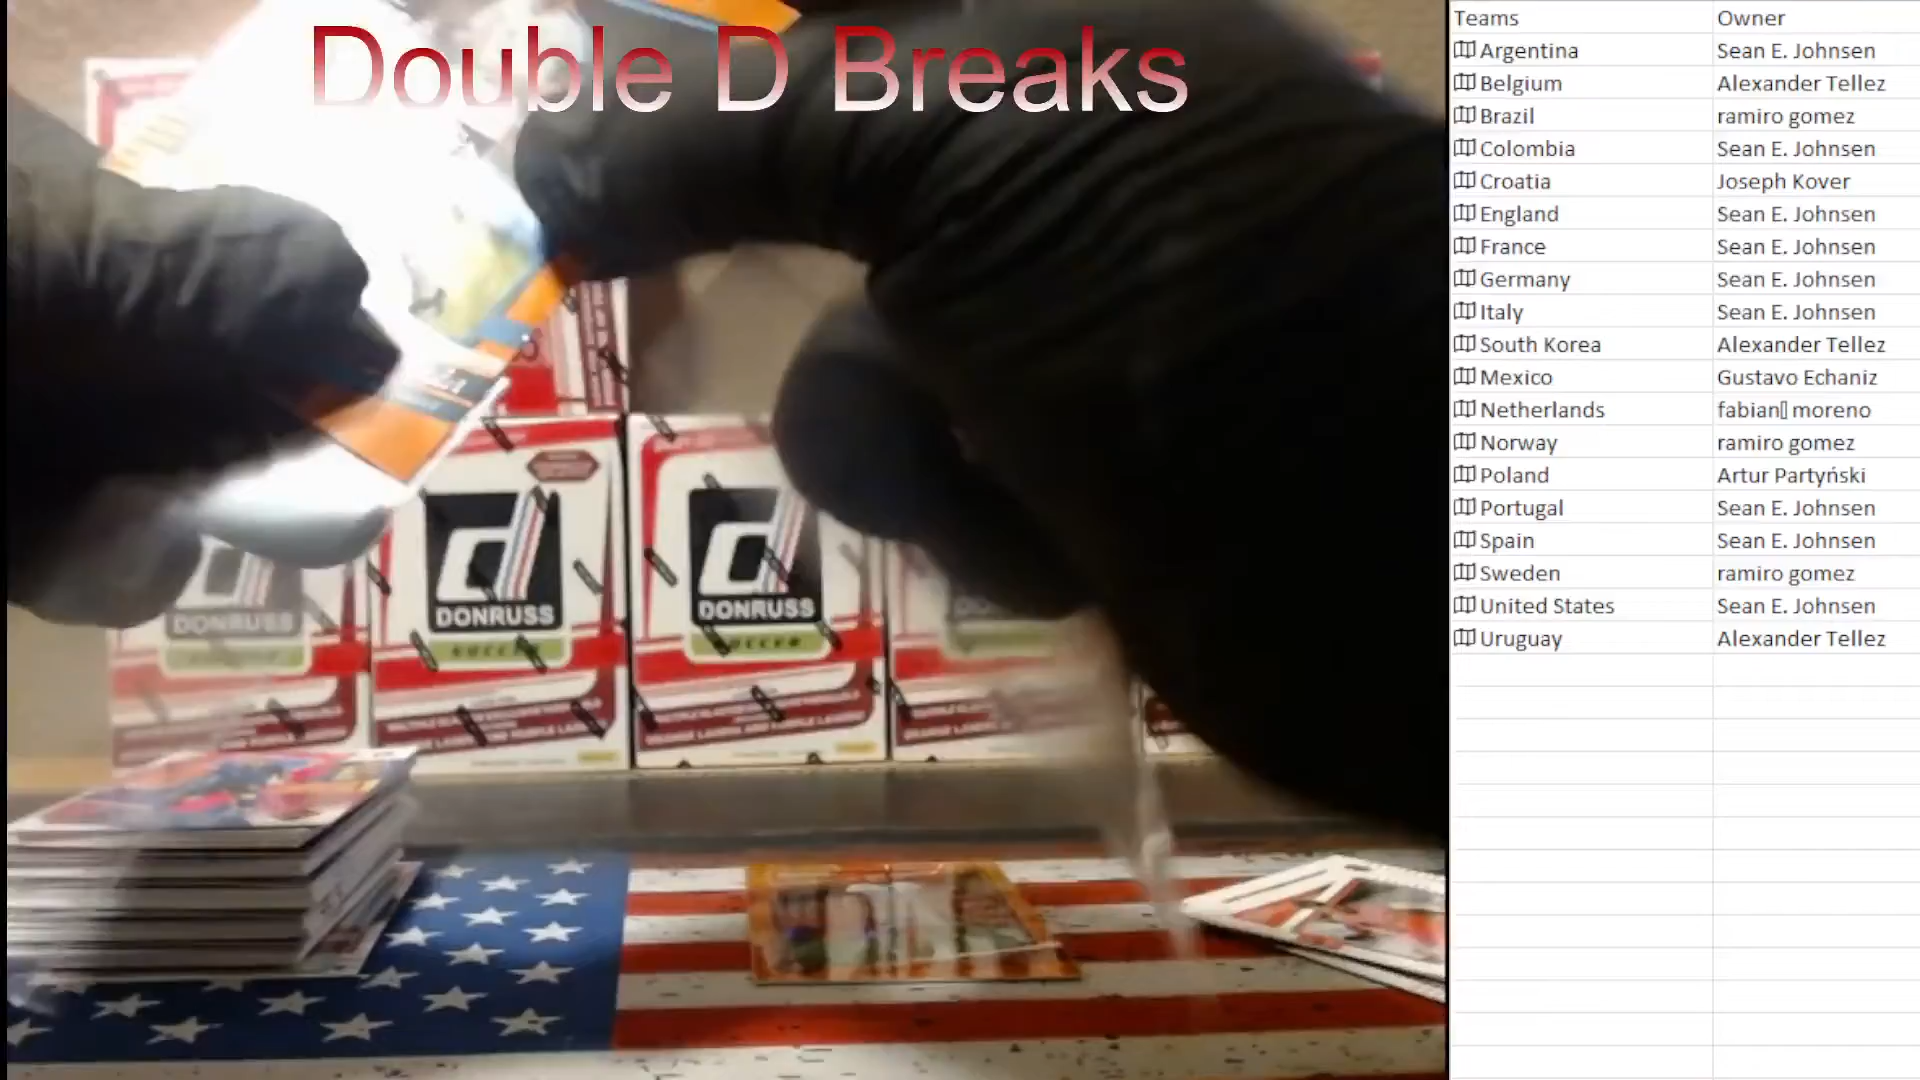 Double D Breaks
Teams Owner
Argentina Sean E. Johnsen
Belgium Alexander Tellez
Brazil ramiro gomez
Colombia Sean E. Johnsen
Croatia Joseph Kover
England Sean E. Johnsen
France Sean E. Johnsen
Germany Sean E. Johnsen
Italy Sean E. Johnsen
South Korea Alexander Tellez
Mexico Gustavo Echaniz
Netherlands fabian moreno
Norway ramiro gomez
Poland Artur Partyński
Portugal Sean E. Johnsen
Spain Sean E. Johnsen
Sweden ramiro gomez
United States Sean E. Johnsen
Uruguay Alexander Tellez
DONRUSS
DONRUSS
DONRUSS
SOCCER
SOCCER